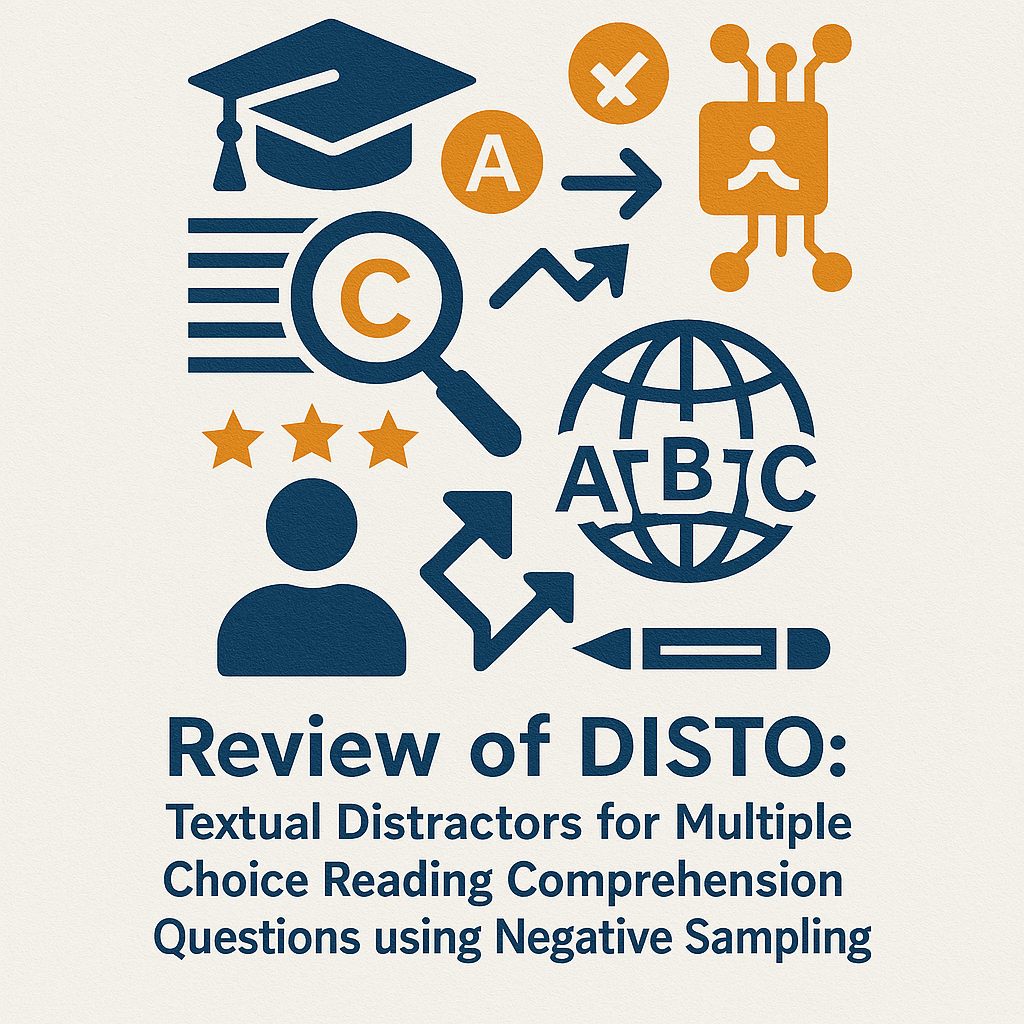 A
C
A B C
Review of DISTO:
Textual Distractors for Multiple
Choice Reading Comprehension
Questions using Negative Sampling